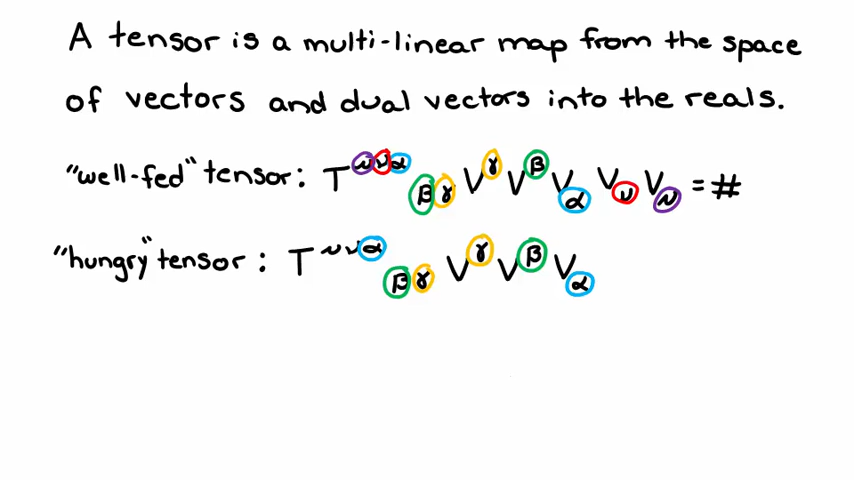 A tensor is a multi-linear map from the space
of vectors and dual vectors into the reals.
"well-fed" tensor: T^{μνα}_{βγ} V^γ V^β V_α V_ν V_μ = #
"hungry" tensor: T^{μνα}_{βγ} V^γ V^β V_α